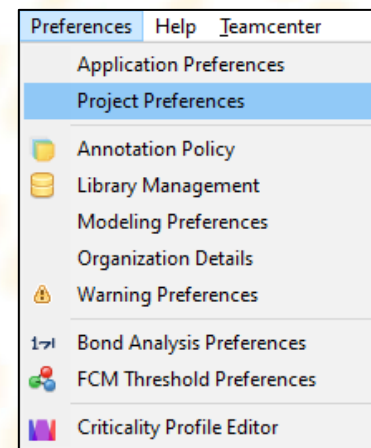 Preferences Help Teamcenter
Application Preferences
Project Preferences
Annotation Policy
Library Management
Modeling Preferences
Organization Details
Warning Preferences
Bond Analysis Preferences
FCM Threshold Preferences
Criticality Profile Editor